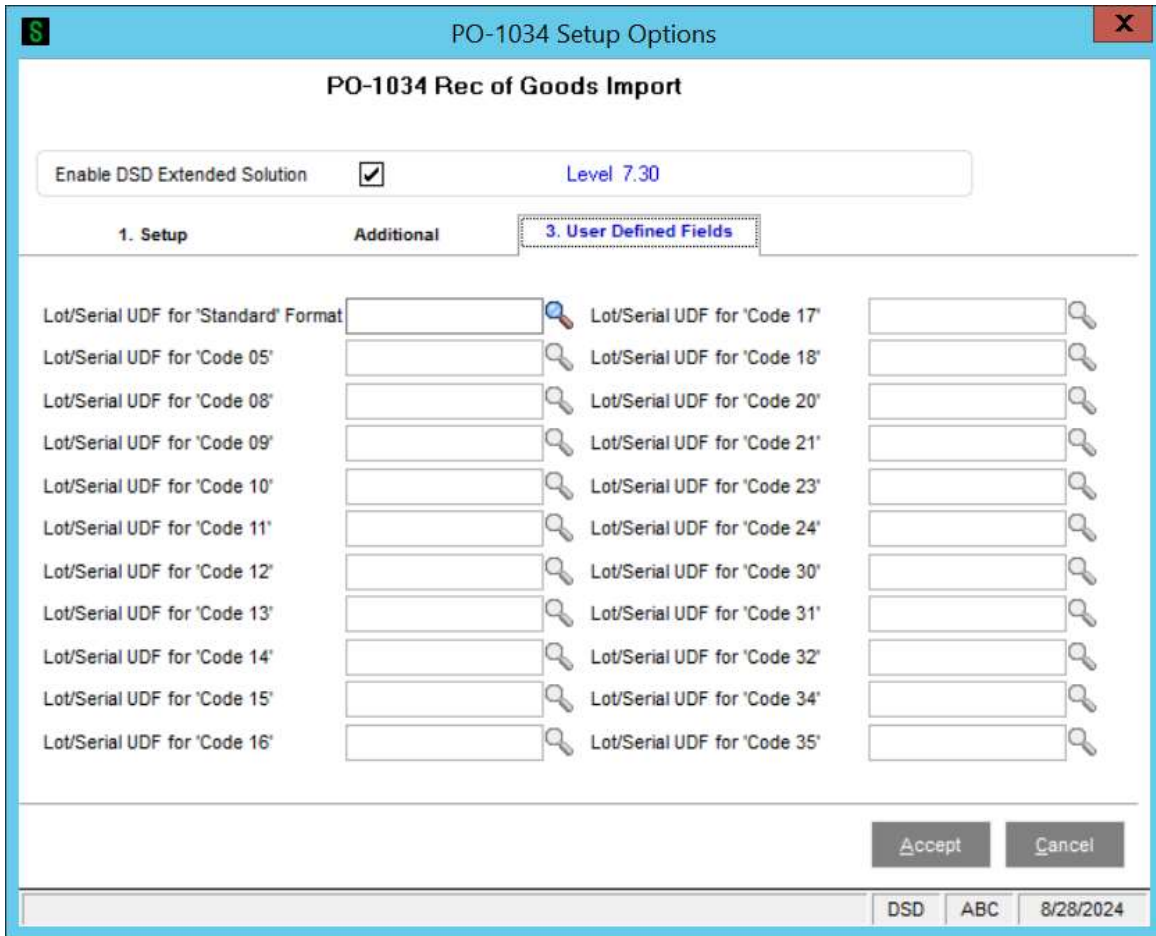 S
PO-1034 Setup Options
X
PO-1034 Rec of Goods Import
Enable DSD Extended Solution
Level 7.30
1. Setup
Additional
3. User Defined Fields
Lot/Serial UDF for 'Standard' Format
Lot/Serial UDF for 'Code 05'
Lot/Serial UDF for 'Code 08'
Lot/Serial UDF for 'Code 09'
Lot/Serial UDF for 'Code 10'
Lot/Serial UDF for 'Code 11'
Lot/Serial UDF for 'Code 12'
Lot/Serial UDF for 'Code 13'
Lot/Serial UDF for 'Code 14'
Lot/Serial UDF for 'Code 15'
Lot/Serial UDF for 'Code 16'
Lot/Serial UDF for 'Code 17'
Lot/Serial UDF for 'Code 18'
Lot/Serial UDF for 'Code 20'
Lot/Serial UDF for 'Code 21'
Lot/Serial UDF for 'Code 23'
Lot/Serial UDF for 'Code 24'
Lot/Serial UDF for 'Code 30'
Lot/Serial UDF for 'Code 31'
Lot/Serial UDF for 'Code 32'
Lot/Serial UDF for 'Code 34'
Lot/Serial UDF for 'Code 35'
Accept
Cancel
DSD
ABC
8/28/2024